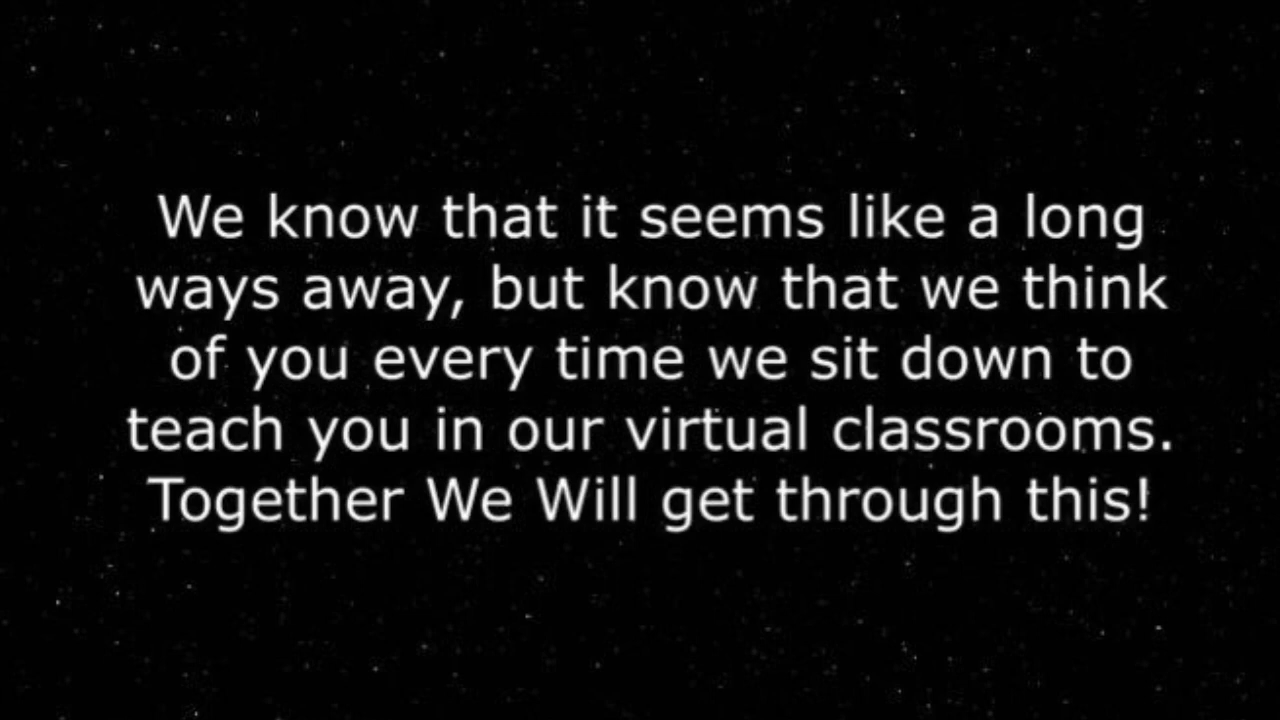 We know that it seems like a long
ways away, but know that we think
of you every time we sit down to
teach you in our virtual classrooms.
Together We Will get through this!